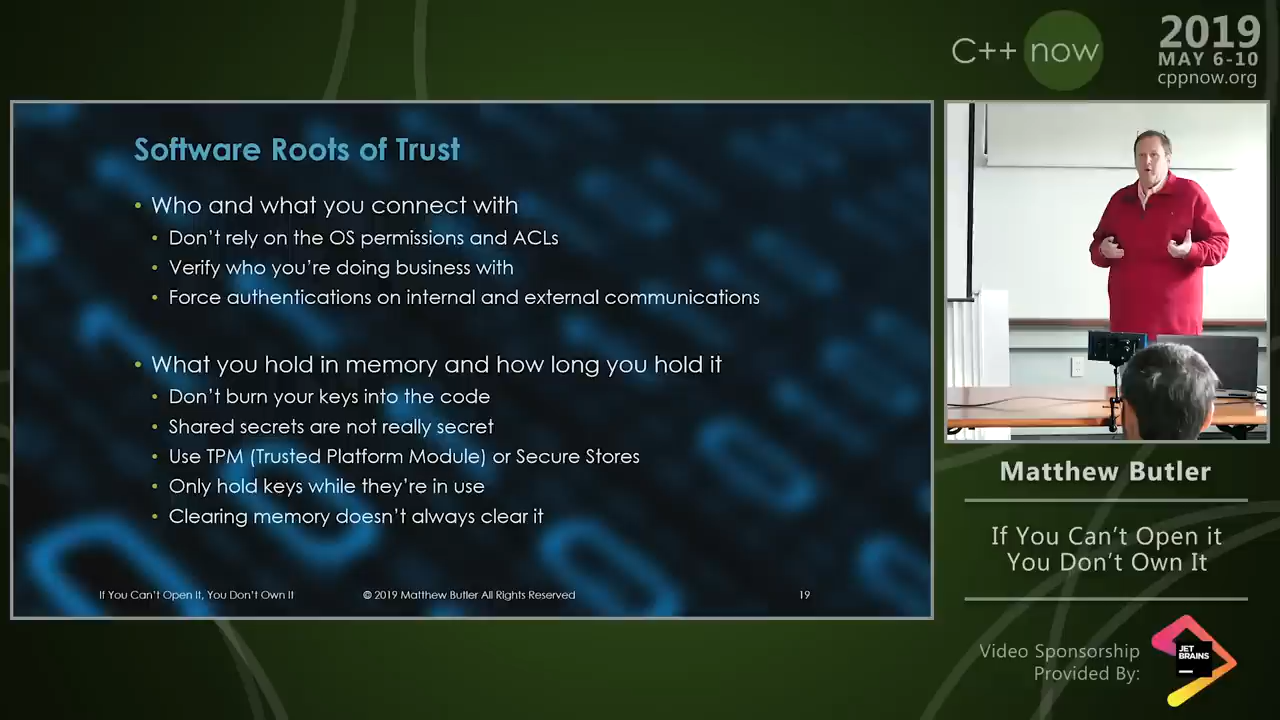 C++ now
2019
MAY 6-10
cppnow.org
Software Roots of Trust
• Who and what you connect with
• Don't rely on the OS permissions and ACLs
• Verify who you're doing business with
• Force authentications on internal and external communications
• What you hold in memory and how long you hold it
• Don't burn your keys into the code
• Shared secrets are not really secret
• Use TPM (Trusted Platform Module) or Secure Stores
• Only hold keys while they're in use
• Clearing memory doesn't always clear it
If You Can't Open It, You Don't Own It
© 2019 Matthew Butler All Rights Reserved
19
Matthew Butler
If You Can't Open it
You Don't Own It
Video Sponsorship
Provided By:
JET
BRAINS